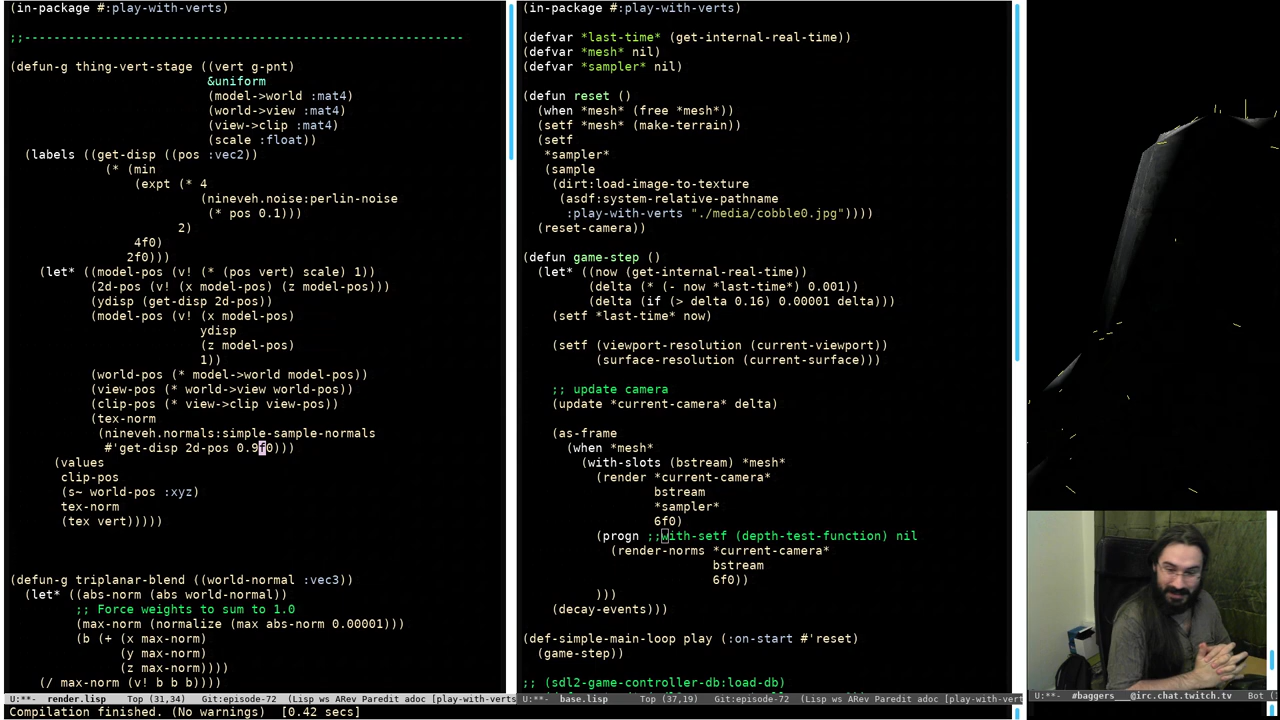 (in-package #:play-with-verts)
;;------------------------------------------------------------
(defun-g thing-vert-stage ((vert g-pnt)
&uniform
(model->world :mat4)
(world->view :mat4)
(view->clip :mat4)
(scale :float))
(labels ((get-disp ((pos :vec2))
(* (min
(expt (* 4
(nineveh.noise:perlin-noise
(* pos 0.1)))
2)
4f0)
2f0)))
(let* ((model-pos (v! (* (pos vert) scale) 1))
(2d-pos (v! (x model-pos) (z model-pos)))
(ydisp (get-disp 2d-pos))
(model-pos (v! (x model-pos)
ydisp
(z model-pos)
1))
(world-pos (* model->world model-pos))
(view-pos (* world->view world-pos))
(clip-pos (* view->clip view-pos))
(tex-norm
(nineveh.normals:simple-sample-normals
#'get-disp 2d-pos 0.9f0)))
(values
clip-pos
(s~ world-pos :xyz)
tex-norm
(tex vert)))))
(defun-g triplanar-blend ((world-normal :vec3))
(let* ((abs-norm (abs world-normal))
;; Force weights to sum to 1.0
(max-norm (normalize (max abs-norm 0.00001)))
(b (+ (x max-norm)
(y max-norm)
(z max-norm))))
(/ max-norm (v! b b b))))
U:**- render.lisp Top (31,34) Git:episode-72 (Lisp ws ARev Paredit adoc [play-with-verts
Compilation finished. (No warnings) [0.42 secs]
(in-package #:play-with-verts)
(defvar *last-time* (get-internal-real-time))
(defvar *mesh* nil)
(defvar *sampler* nil)
(defun reset ()
(when *mesh* (free *mesh*))
(setf *mesh* (make-terrain))
(setf
*sampler*
(sample
(dirt:load-image-to-texture
(asdf:system-relative-pathname
:play-with-verts "./media/cobble0.jpg"))))
(reset-camera))
(defun game-step ()
(let* ((now (get-internal-real-time))
(delta (* (- now *last-time*) 0.001))
(delta (if (> delta 0.16) 0.00001 delta)))
(setf *last-time* now)
(setf (viewport-resolution (current-viewport))
(surface-resolution (current-surface)))
;; update camera
(update *current-camera* delta)
(as-frame
(when *mesh*
(with-slots (bstream) *mesh*
(render *current-camera*
bstream
*sampler*
6f0)
(progn ;;with-setf (depth-test-function) nil
(render-norms *current-camera*
bstream
6f0))
)))
(decay-events)))
(def-simple-main-loop play (:on-start #'reset)
(game-step))
;; (sdl2-game-controller-db:load-db)
U:**- base.lisp Top (37,19) Git:episode-72 (Lisp ws ARev Paredit adoc [play-with-ver
U:**- #baggers_ @irc.chat.twitch.tv Bot (